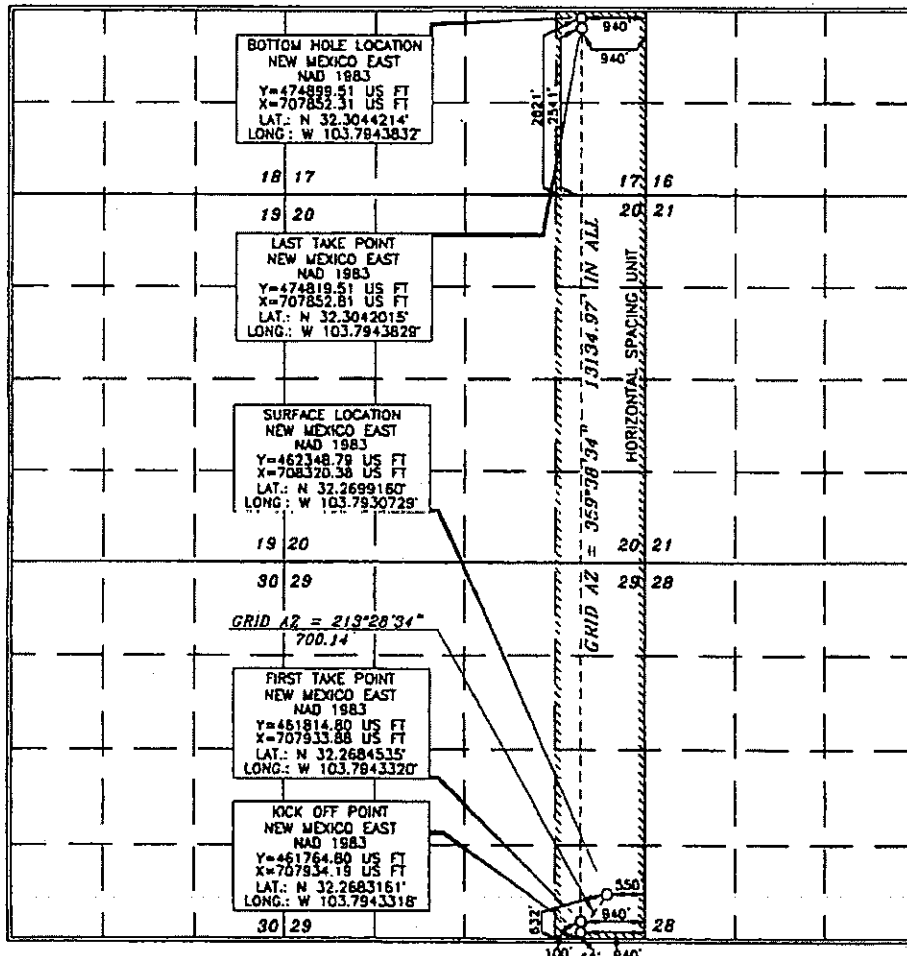 940'
940'
BOTTOM HOLE LOCATION
NEW MEXICO EAST
NAD 1983
Y=474899.51 US FT
X=707852.31 US FT
LAT.: N 32.3044214°
LONG.: W 103.7943832°
2621'
2541'
18 17
17 16
19 20
20 21
LAST TAKE POINT
NEW MEXICO EAST
NAD 1983
Y=474819.51 US FT
X=707852.81 US FT
LAT.: N 32.3042015°
LONG.: W 103.7943829°
GRID AZ = 359°38'34" 13134.97' IN ALL
HORIZONTAL SPACING UNIT
SURFACE LOCATION
NEW MEXICO EAST
NAD 1983
Y=462348.79 US FT
X=708320.38 US FT
LAT.: N 32.2699160°
LONG.: W 103.7930729°
19 20
20 21
30 29
29 28
GRID AZ = 213°28'34"
700.14'
FIRST TAKE POINT
NEW MEXICO EAST
NAD 1983
Y=461814.80 US FT
X=707933.88 US FT
LAT.: N 32.2684535°
LONG.: W 103.7943320°
KICK OFF POINT
NEW MEXICO EAST
NAD 1983
Y=461764.80 US FT
X=707934.19 US FT
LAT.: N 32.2683161°
LONG.: W 103.7943318°
550'
632'
940'
30 29
28
100'
940'